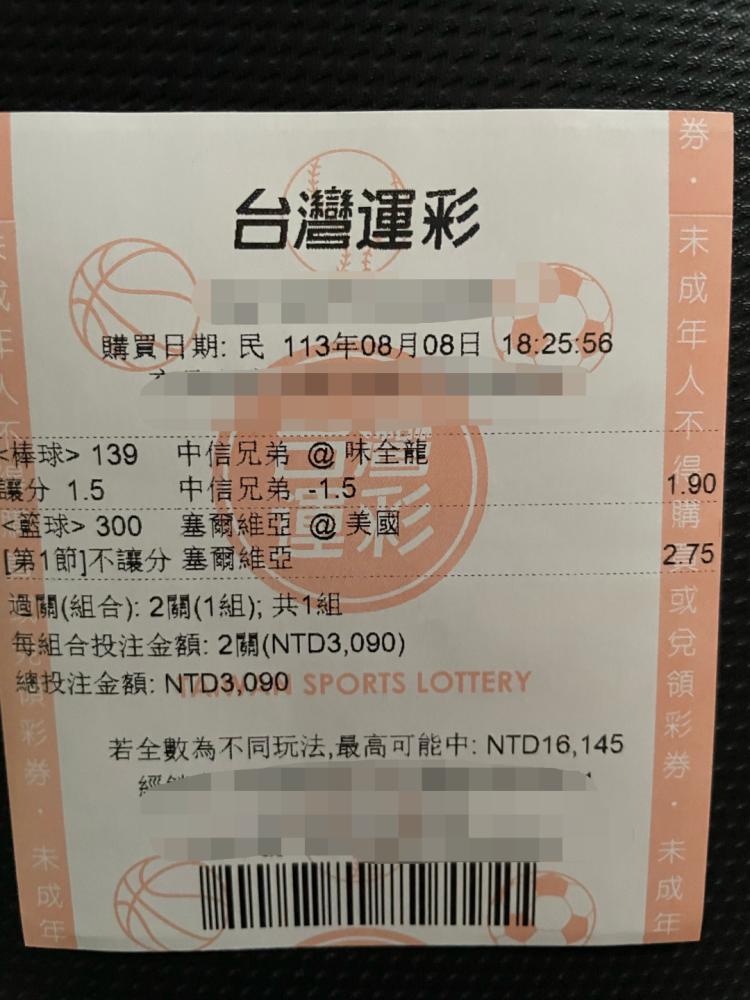 台灣運彩
購買日期: 民 113年08月08日 18:25:56
<棒球> 139 中信兄弟 @ 味全龍
讓分 1.5 中信兄弟 -1.5 1.90
<籃球> 300 塞爾維亞 @ 美國
[第1節]不讓分 塞爾維亞 2.75
過關(組合): 2關(1組); 共1組
每組合投注金額: 2關(NTD3,090)
總投注金額: NTD3,090
SPORTS LOTTERY
若全數為不同玩法,最高可能中: NTD16,145
台灣運彩
券・未成年人不得購買或兌領彩券・未成年